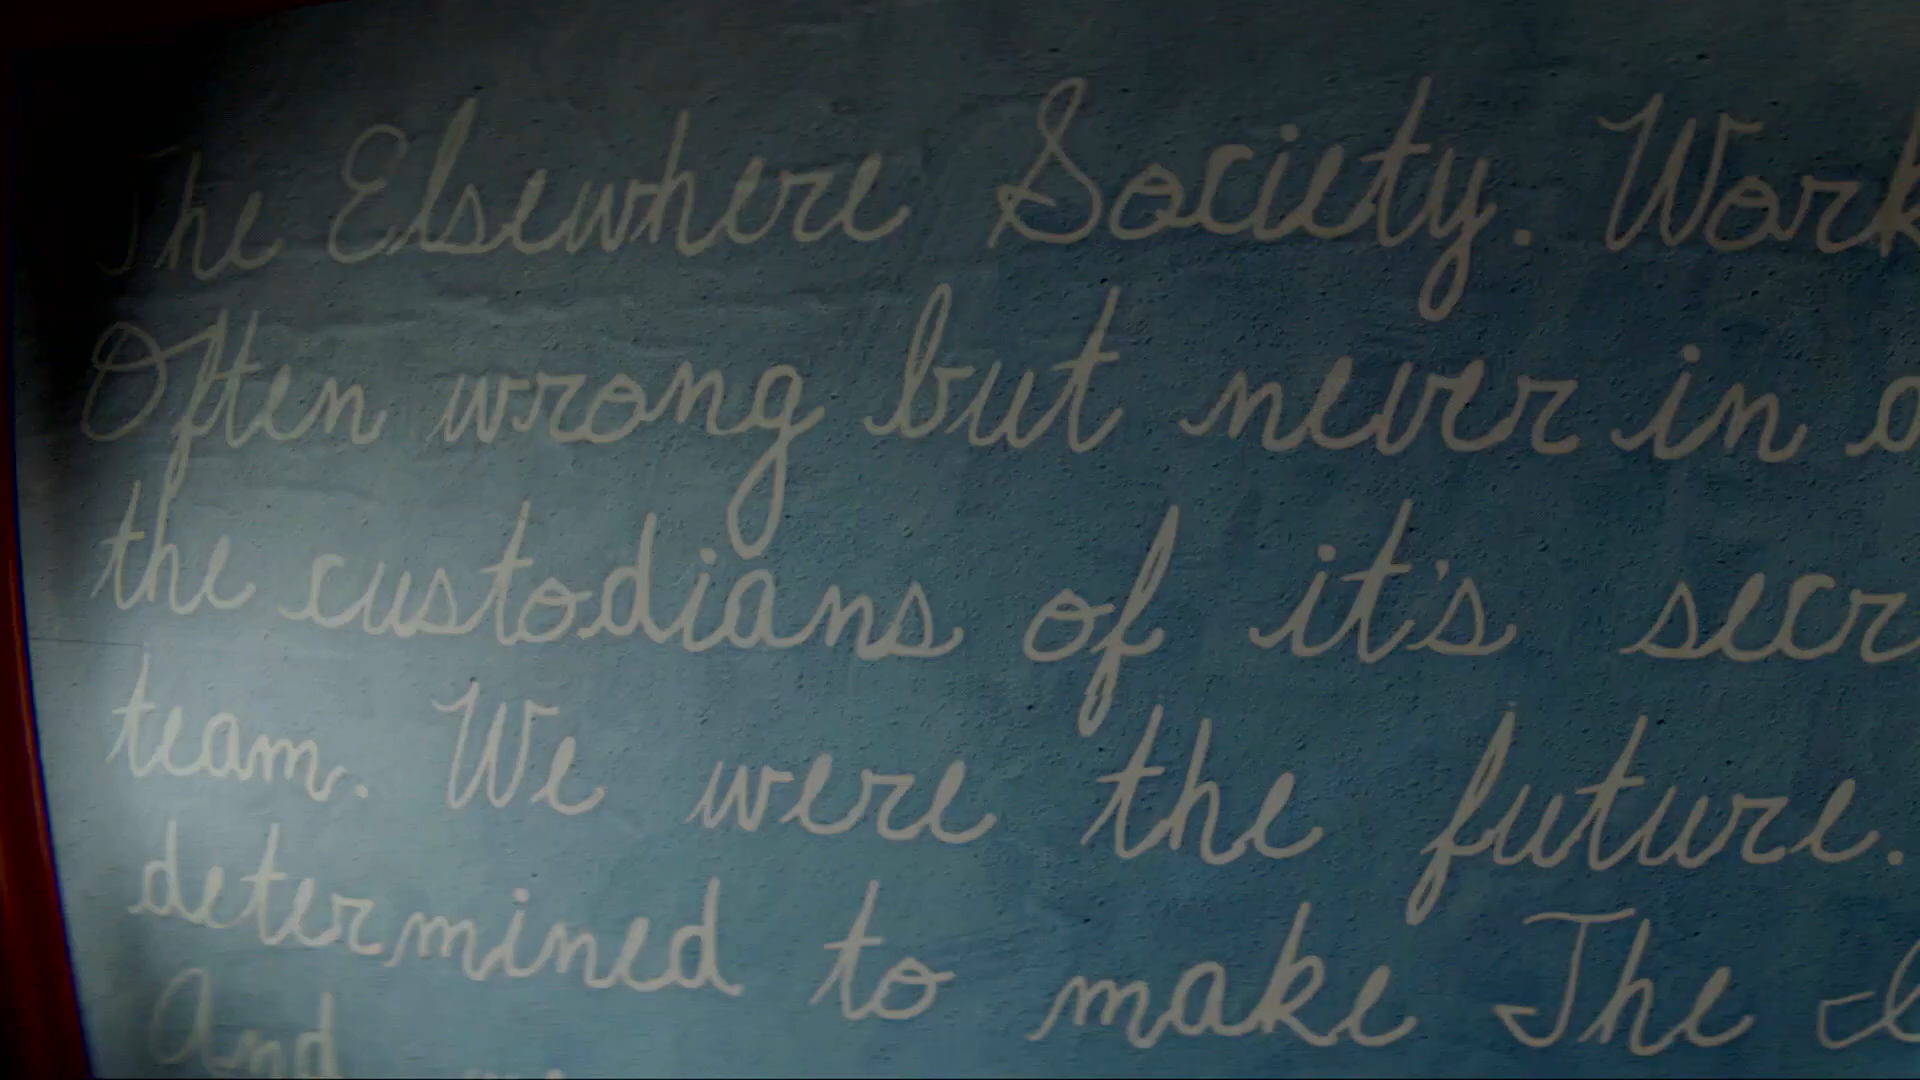 The Elsewhere Society. Work
Often wrong but never in
the custodians of it's secr
team. We were the future.
determined to make The
And